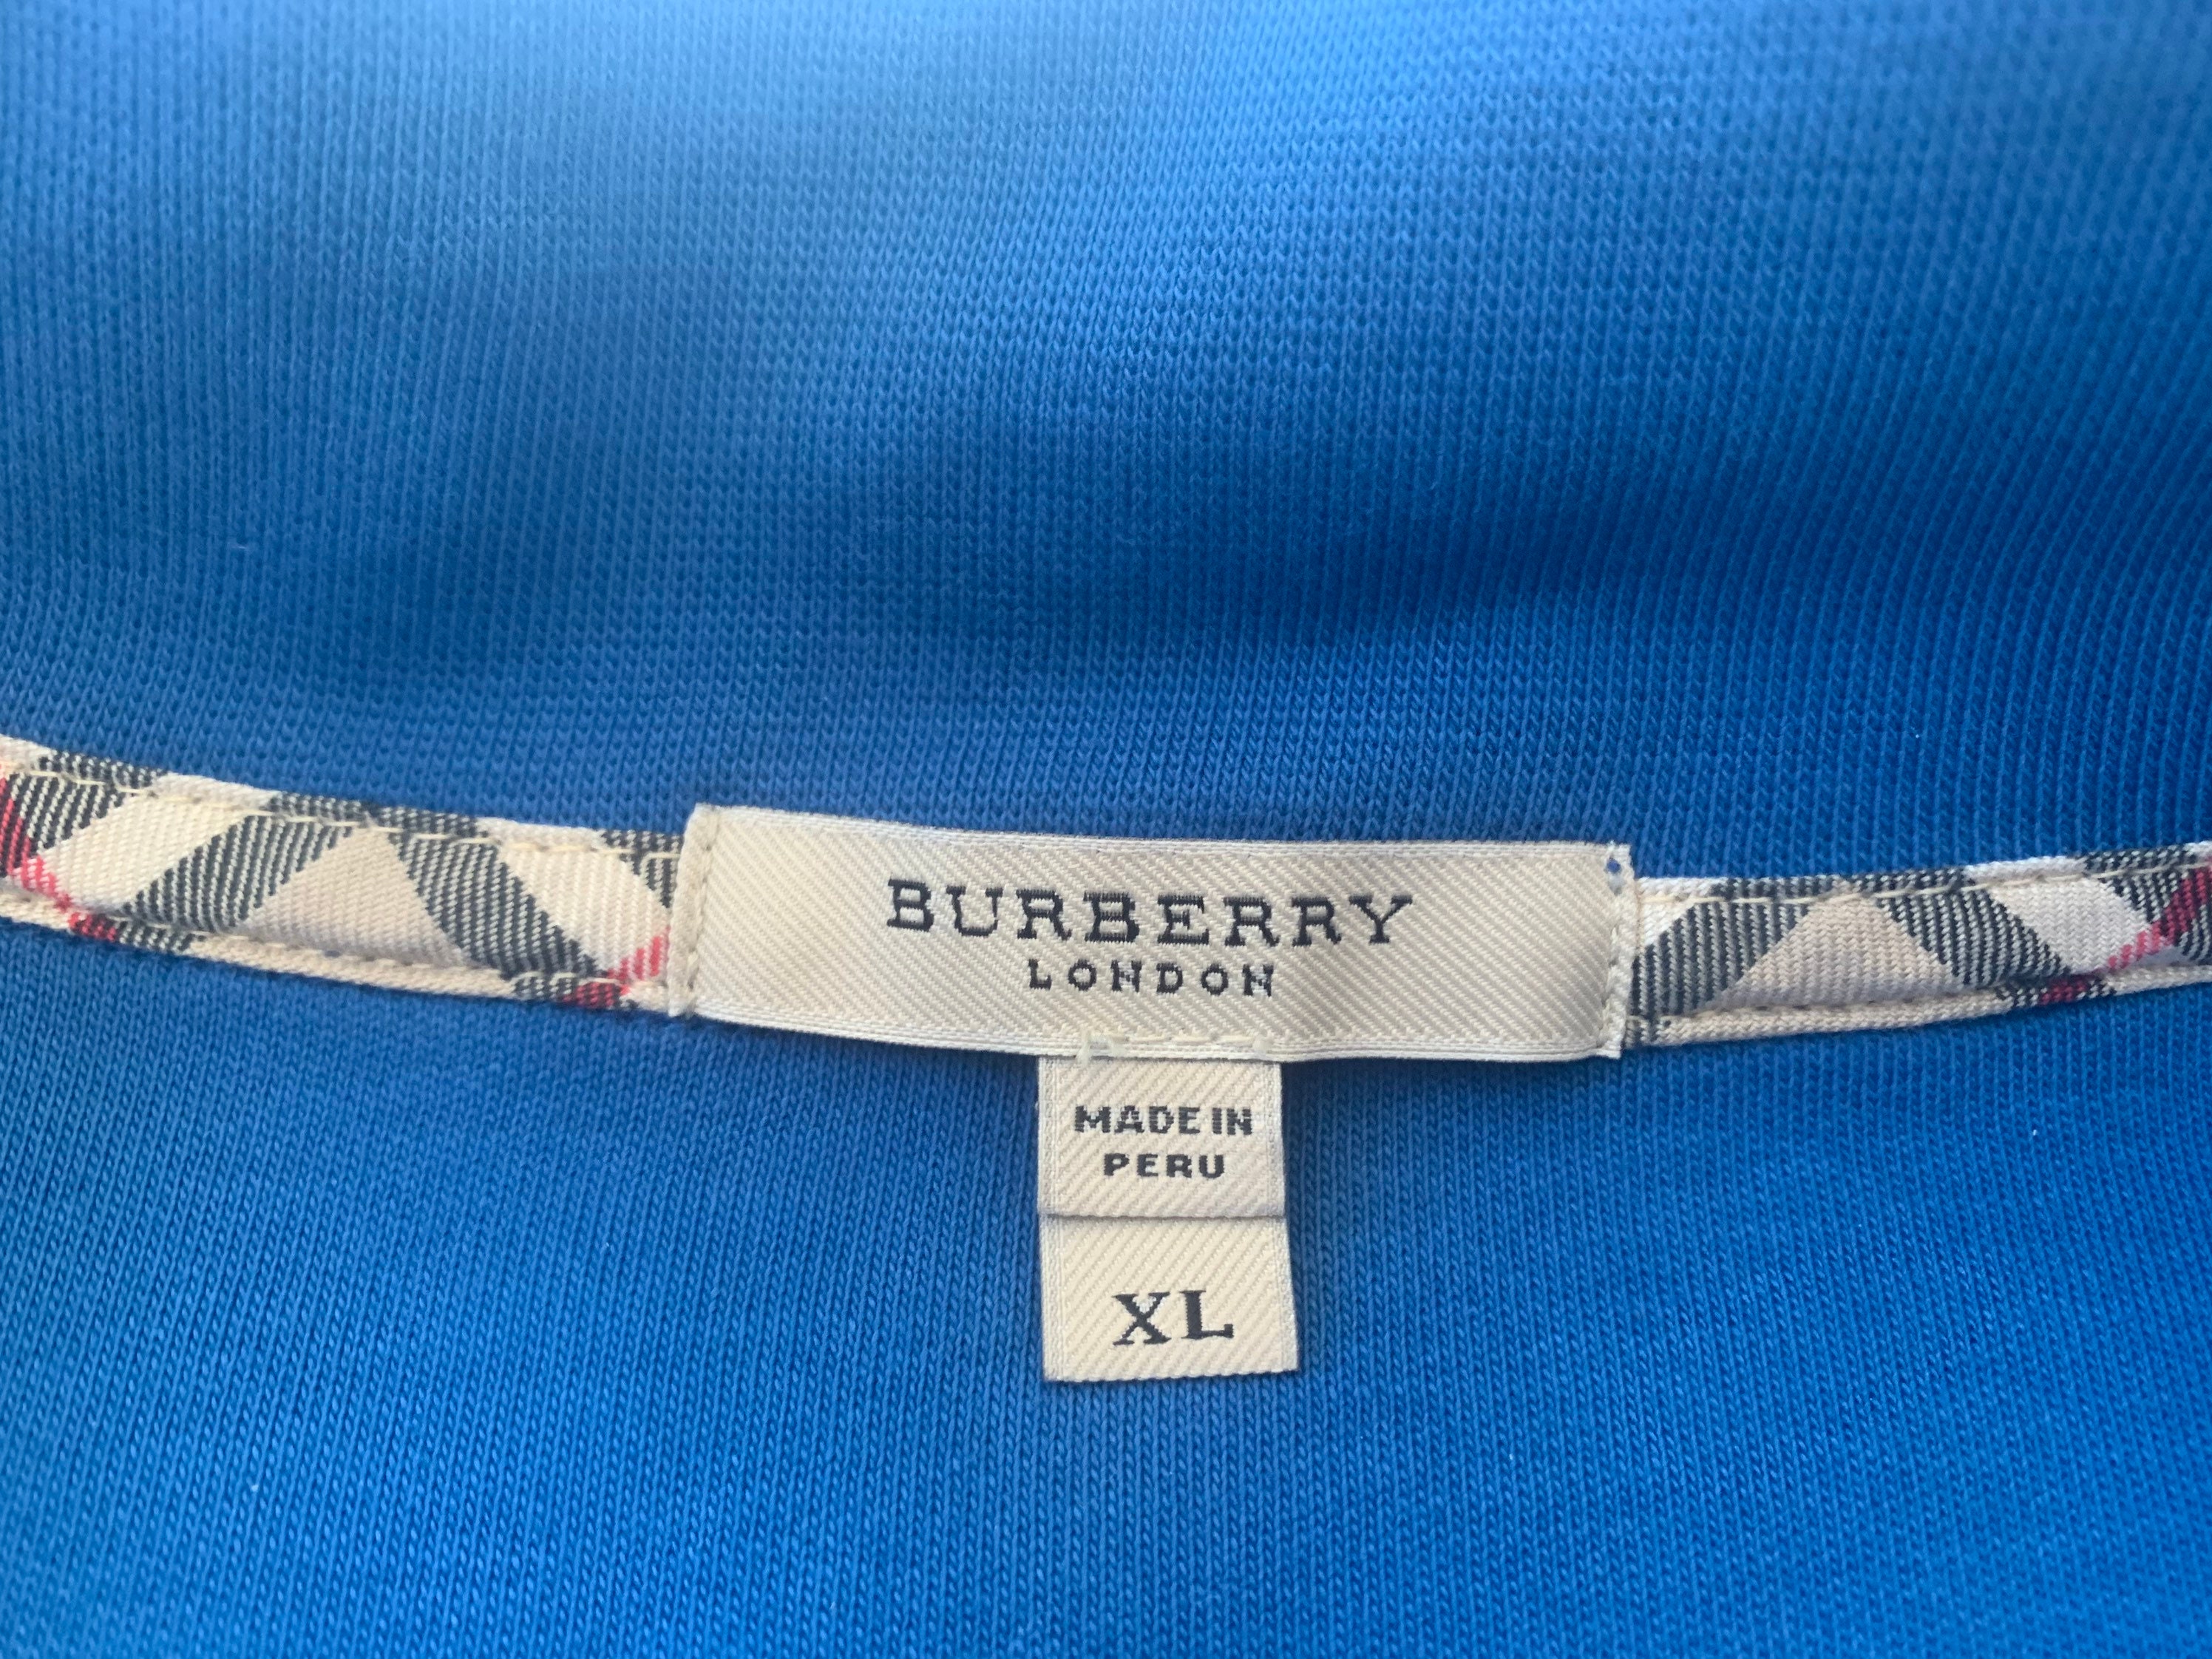 BURBERRY
LONDON
MADE IN
PERU
XL